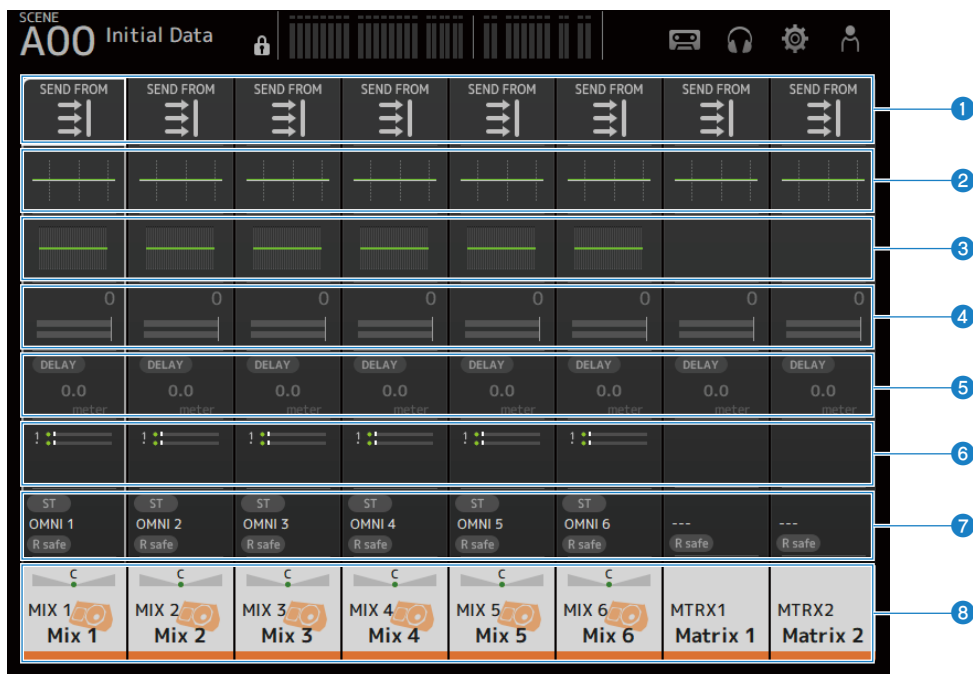 SCENE
A00 Initial Data
SEND FROM SEND FROM SEND FROM SEND FROM SEND FROM SEND FROM SEND FROM SEND FROM
1
2
3
0 0 0 0 0 0 0 0
4
DELAY DELAY DELAY DELAY DELAY DELAY DELAY DELAY
0.0 0.0 0.0 0.0 0.0 0.0 0.0 0.0
5
meter meter meter meter meter meter meter meter
1 1 1 1 1 1
6
ST ST ST ST ST ST
OMNI 1 OMNI 2 OMNI 3 OMNI 4 OMNI 5 OMNI 6 --- ---
7
R safe R safe R safe R safe R safe R safe R safe R safe
C C C C C C
MIX 1 MIX 2 MIX 3 MIX 4 MIX 5 MIX 6 MTRX1 MTRX2
8
Mix 1 Mix 2 Mix 3 Mix 4 Mix 5 Mix 6 Matrix 1 Matrix 2